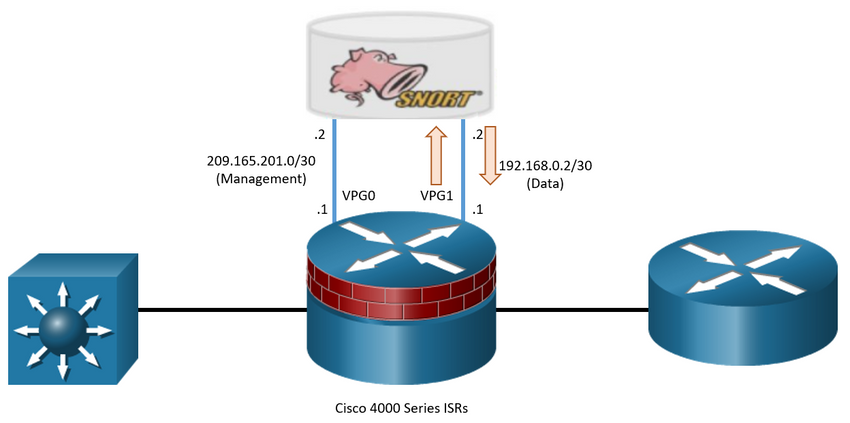 SNORT
.2
.2
209.165.201.0/30
(Management)
192.168.0.2/30
(Data)
VPG0
VPG1
.1
.1
Cisco 4000 Series ISRs